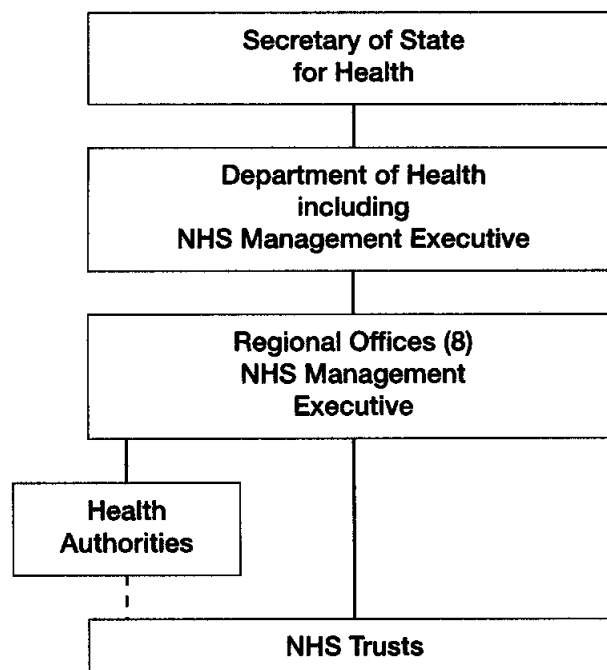 Secretary of State
for Health
Department of Health
including
NHS Management Executive
Regional Offices (8)
NHS Management
Executive
Health
Authorities
NHS Trusts